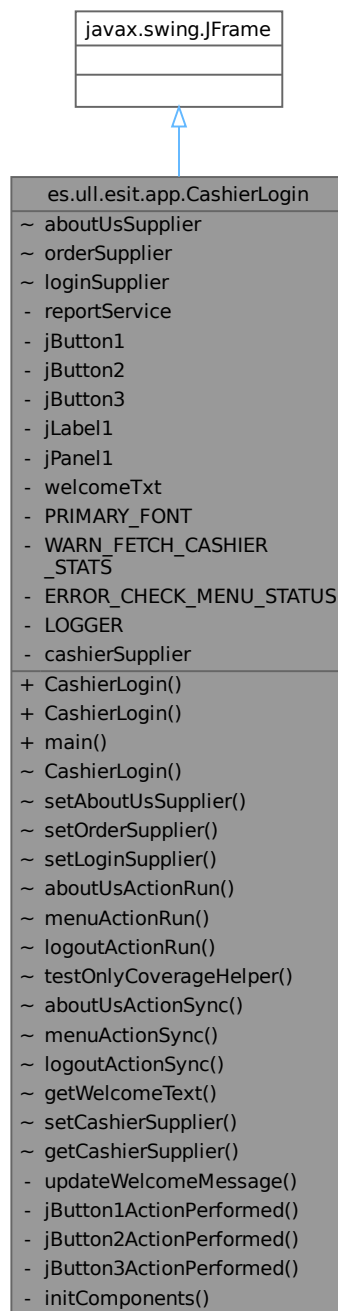 javax.swing.JFrame
es.ull.esit.app.CashierLogin
~ aboutUsSupplier
~ orderSupplier
~ loginSupplier
- reportService
- jButton1
- jButton2
- jButton3
- jLabel1
- jPanel1
- welcomeTxt
- PRIMARY_FONT
- WARN_FETCH_CASHIER
_STATS
- ERROR_CHECK_MENU_STATUS
- LOGGER
- cashierSupplier
+ CashierLogin()
+ CashierLogin()
+ main()
~ CashierLogin()
~ setAboutUsSupplier()
~ setOrderSupplier()
~ setLoginSupplier()
~ aboutUsActionRun()
~ menuActionRun()
~ logoutActionRun()
~ testOnlyCoverageHelper()
~ aboutUsActionSync()
~ menuActionSync()
~ logoutActionSync()
~ getWelcomeText()
~ setCashierSupplier()
~ getCashierSupplier()
- updateWelcomeMessage()
- jButton1ActionPerformed()
- jButton2ActionPerformed()
- jButton3ActionPerformed()
- initComponents()